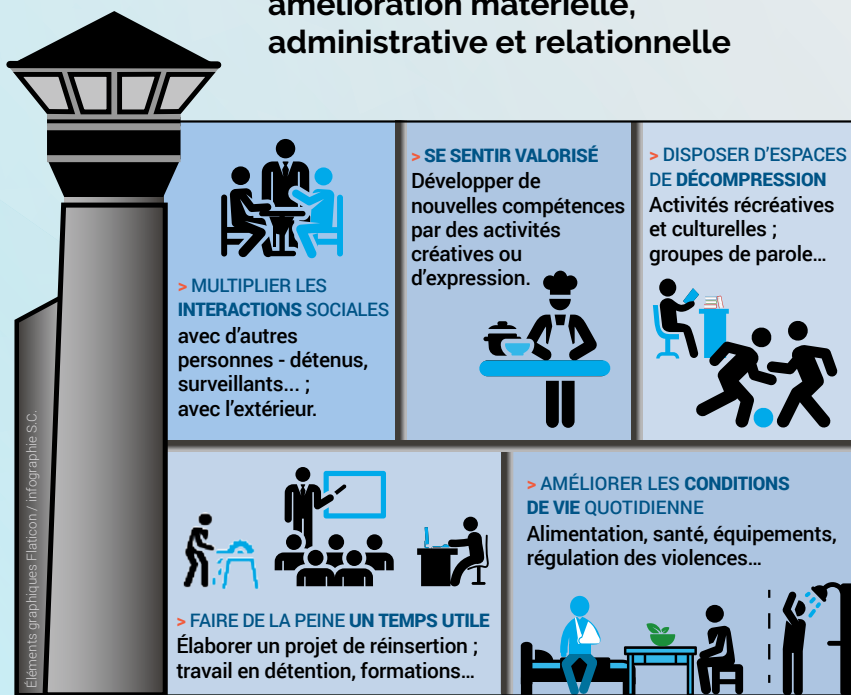 amélioration matérielle,
administrative et relationnelle
> MULTIPLIER LES
INTERACTIONS SOCIALES
avec d'autres
personnes - détenus,
surveillants... ;
avec l'extérieur.
> SE SENTIR VALORISÉ
Développer de
nouvelles compétences
par des activités
créatives ou
d'expression.
> DISPOSER D'ESPACES
DE DÉCOMPRESSION
Activités récréatives
et culturelles ;
groupes de parole...
> FAIRE DE LA PEINE UN TEMPS UTILE
Élaborer un projet de réinsertion ;
travail en détention, formations...
> AMÉLIORER LES CONDITIONS
DE VIE QUOTIDIENNE
Alimentation, santé, équipements,
régulation des violences...
Éléments graphiques Flaticon / infographie S.C.